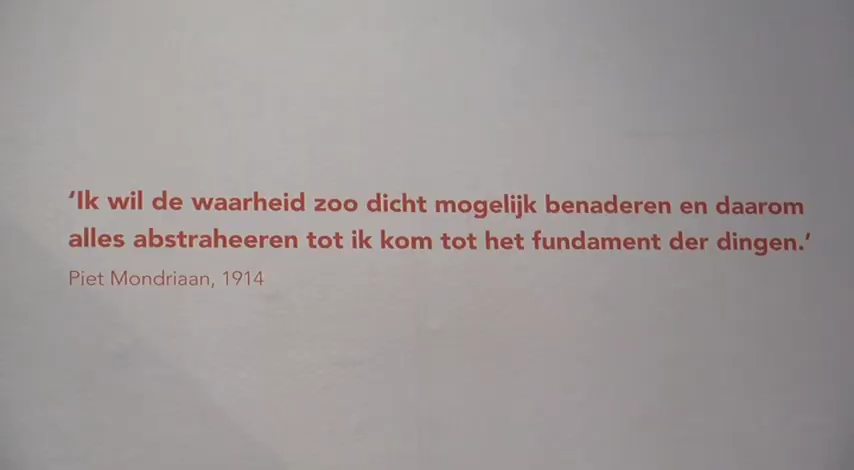 ‘Ik wil de waarheid zoo dicht mogelijk benaderen en daarom
alles abstraheeren tot ik kom tot het fundament der dingen.’
Piet Mondriaan, 1914